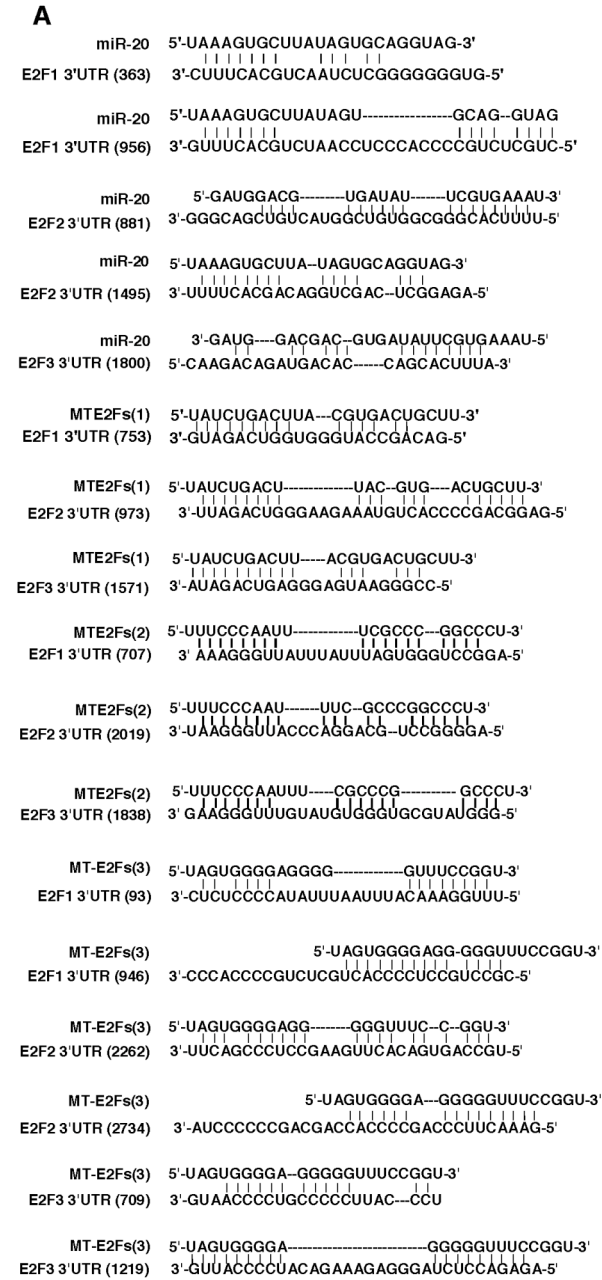 A
miR-20 5'-UAAAGUGCUUAUAGUGCAGGUAG-3'
E2F1 3'UTR (363) 3'-CUUUCACGUCAAUCUCGGGGGGGUG-5'
miR-20 5'-UAAAGUGCUUAUAGU-----------------GCAG--GUAG
E2F1 3'UTR (956) 3'-GUUUCACGUCUAACCUCCCACCCCGUCUCGUC-5'
miR-20 5'-GAUGGACG---------UGAUAU-------UCGUGAAAU-3'
E2F2 3'UTR (881) 3'-GGGCAGCUGUCAUGGCUGUGGCGGGCACUUUU-5'
miR-20 5'-UAAAGUGCUUA--UAGUGCAGGUAG-3'
E2F2 3'UTR (1495) 3'-UUUUCACGACAGGUCGAC--UCGGAGA-5'
miR-20 3'-GAUG----GACGAC--GUGAUAUUCGUGAAAU-5'
E2F3 3'UTR (1800) 5'-CAAGACAGAUGACAC------CAGCACUUUA-3'
MTE2Fs(1) 5'-UAUCUGACUUA---CGUGACUGCUU-3'
E2F1 3'UTR (753) 3'-GUAGACUGGUGGGUACCGACAG-5'
MTE2Fs(1) 5'-UAUCUGACU--------------UAC--GUG----ACUGCUU-3'
E2F2 3'UTR (973) 3'-UUAGACUGGGAAGAAAUGUCACCCCGACGGAG-5'
MTE2Fs(1) 5'-UAUCUGACUU-----ACGUGACUGCUU-3'
E2F3 3'UTR (1571) 3'-AUAGACUGAGGGAGUAAGGGCC-5'
MTE2Fs(2) 5'-UUUCCCAAUU-------------UCGCCC---GGCCCU-3'
E2F1 3'UTR (707) 3' AAAGGGUUAUUUAUUUAGUGGGUCCGGA-5'
MTE2Fs(2) 5'-UUUCCCAAU-------UUC--GCCCGGCCCU-3'
E2F2 3'UTR (2019) 3'-UAAGGGUUACCCAGGACG--UCCGGGGA-5'
MTE2Fs(2) 5'-UUUCCCAAUUU-----CGCCCG----------- GCCCU-3'
E2F3 3'UTR (1838) 3' GAAGGGUUUGUAUGUGGGUGCGUAUGGG-5'
MT-E2Fs(3) 5'-UAGUGGGGAGGGG--------------GUUUCCGGU-3'
E2F1 3'UTR (93) 3'-CUCUCCCCAUAUUUAAUUUACAAAGGUUU-5'
MT-E2Fs(3) 5'-UAGUGGGGAGG-GGGUUUCCGGU-3'
E2F1 3'UTR (946) 3'-CCCACCCCGUCUCGUCACCCCUCCGUCCGC-5'
MT-E2Fs(3) 5'-UAGUGGGGAGG--------GGGUUUC--C--GGU-3'
E2F2 3'UTR (2262) 3'-UUCAGCCCUCCGAAGUUCACAGUGACCGU-5'
MT-E2Fs(3) 5'-UAGUGGGGA---GGGGGUUUCCGGU-3'
E2F2 3'UTR (2734) 3'-AUCCCCCCGACGACCACCCCGACCCUUCAAAG-5'
MT-E2Fs(3) 5'-UAGUGGGGA--GGGGGUUUCCGGU-3'
E2F3 3'UTR (709) 3'-GUAACCCCUGCCCCCUUAC---CCU
MT-E2Fs(3) 5'-UAGUGGGGA----------------------------GGGGGUUUCCGGU-3'
E2F3 3'UTR (1219) 3'-GUUACCCCUACAGAAAGAGGGAUCUCCAGAGA-5'